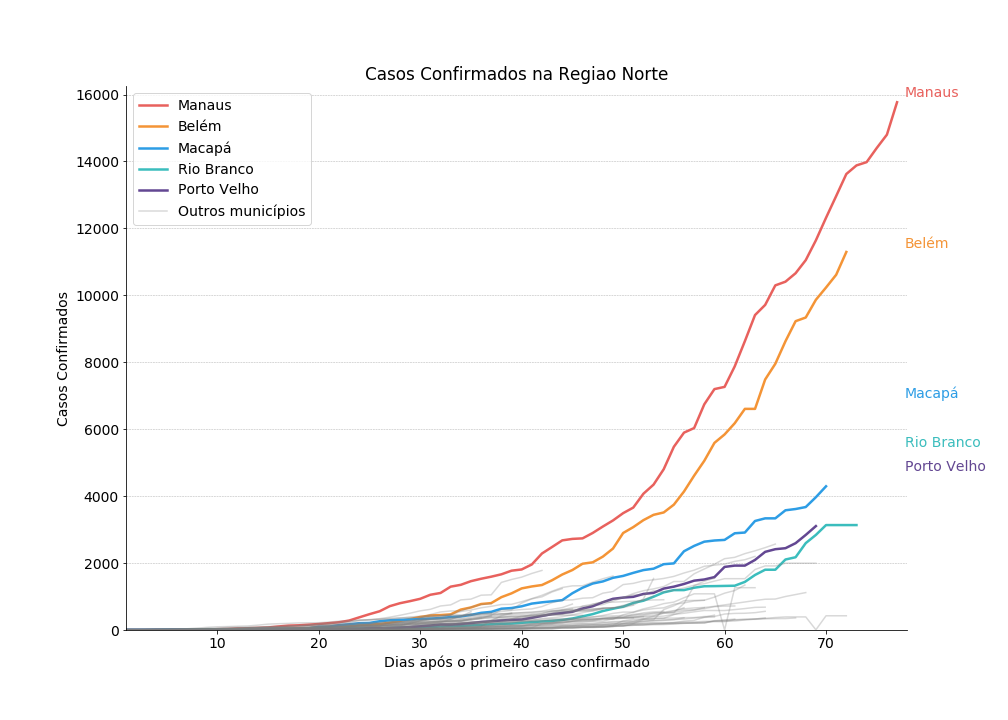 Casos Confirmados na Regiao Norte
Manaus
Belém
Macapá
Rio Branco
Porto Velho
Outros municípios
16000
14000
12000
10000
8000
6000
4000
2000
0
Casos Confirmados
10 20 30 40 50 60 70
Dias após o primeiro caso confirmado
Manaus
Belém
Macapá
Rio Branco
Porto Velho